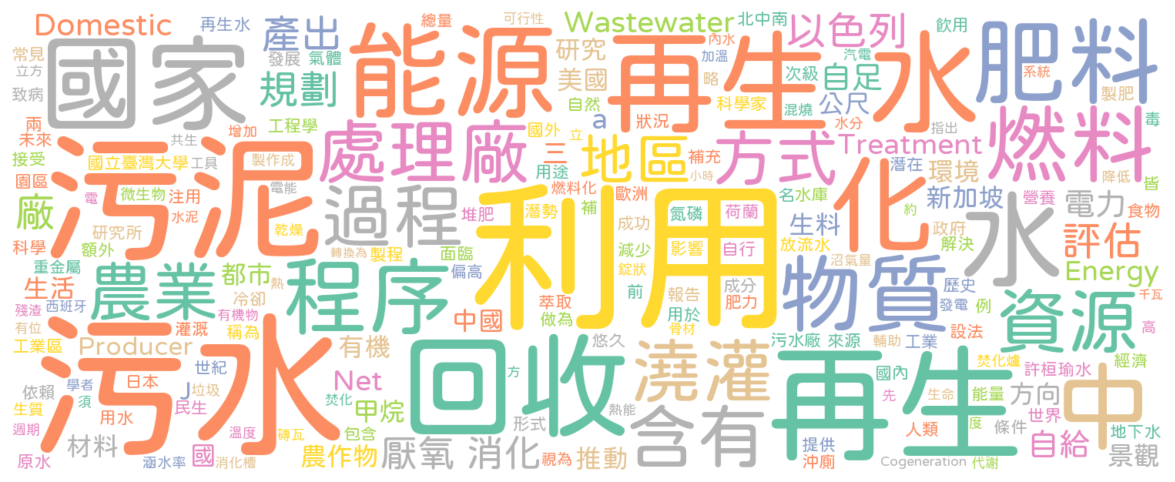 Domestic 再生水 產出 總量 可行性 Wastewater 北中南 以色列 飲用 肥料
常見 立方 致病 國家 發展 氣體 規劃 能源 研究 美國 再生水 內水 加溫 略 次級 自足 汽電 系統 製肥
兩 未來 共生 增加 工程學 處理廠 自然 國外 a 科學家 混燒 公尺 水分 指出 燃料 毒
接受 國立臺灣大學 工具 製作成 污泥 用途 三 立 狀況 地區 補充 小時 方式 Treatment 潛在 環境 降低 皆
園區 廠 電 微生物 注用 電能 過程 堆肥 潛勢 燃料化 補 歐洲 利用 名水庫 化 新加坡 營養 食物
科學 研究所 水泥 乾燥 轉換為 製程 面臨 成功 氮磷 荷蘭 生料 約 政府 水 電力
重金屬 額外 減少 影響 自行 放流水 解決 評估
生活 農業 都市 熱 程序 偏高 錠狀 沼氣量 物質 歷史 Energy
殘渣 西班牙 有機物 冷卻 萃取 前 報告 成分 肥力 發電 例 千瓦
有位 灌溉 稱為 中國 做為 用於 骨材 資源
工業區 Producer 有機 悠久 污水廠 來源 工業 設法 高
依賴 學者 世紀 污水 回收 方 澆灌 再生 輔助 國內 焚化爐 許桓瑜水 經濟
生質 日本 須 J 垃圾 Net 焚化 熱能 先 生命 能量 方向 中
週期 用水 民生 溫度 磚瓦 甲烷 包含 形式 含有 人類 度 世界 條件 地下水
原水 材料 涵水率 國 消化槽 農作物 厭氧 消化 視為 推動 提供 沖廁 Cogeneration 代謝 自給 景觀